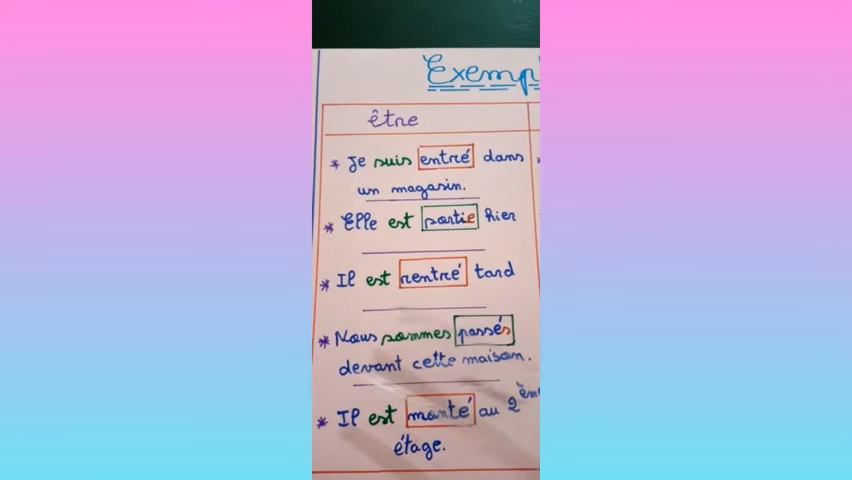 Exemp
être
* Je suis entré dans
un magasin.
* Elle est partie hier
* Il est rentré tard
* Nous sommes passés
devant cette maison.
* Il est monté au 2ème
étage.